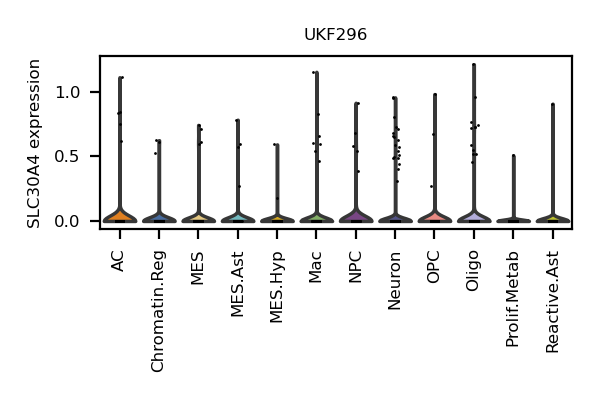 UKF296
SLC30A4 expression
1.0
0.5
0.0
AC
Chromatin.Reg
MES
MES.Ast
MES.Hyp
Mac
NPC
Neuron
OPC
Oligo
Prolif.Metab
Reactive.Ast